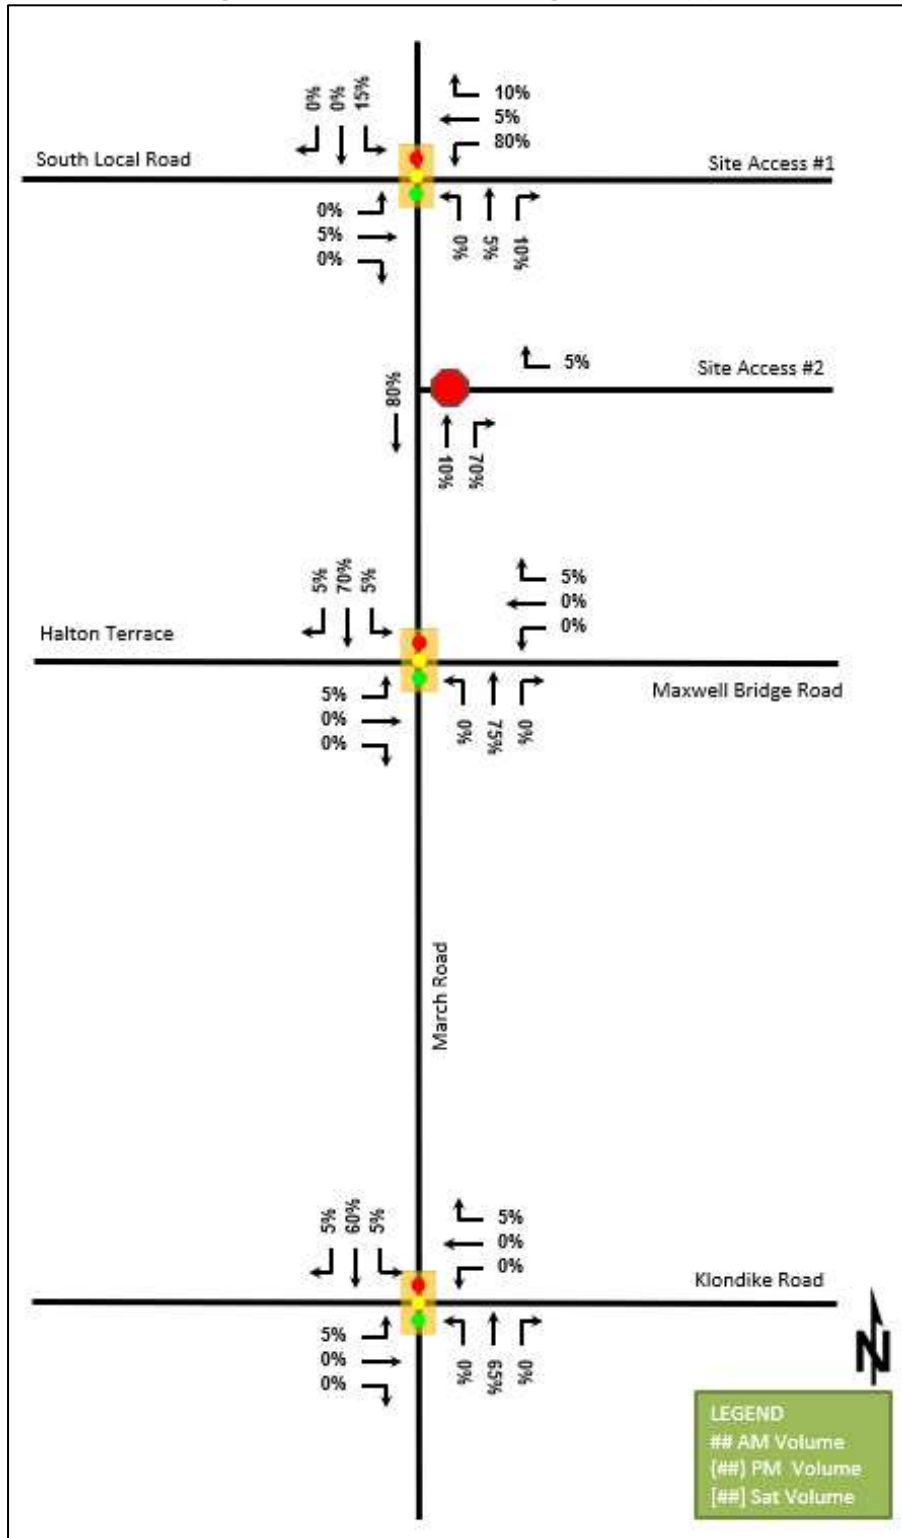 0% 0% 15%
10%
5%
80%
South Local Road
Site Access #1
0%
5%
0%
0% 5% 10%
5%
Site Access #2
80%
10% 70%
5% 70% 5%
5%
0%
0%
Halton Terrace
Maxwell Bridge Road
5%
0%
0%
0% 75% 0%
March Road
5% 60% 5%
5%
0%
0%
Klondike Road
5%
0%
0%
0% 65% 0%
N
LEGEND
## AM Volume
(##) PM Volume
[##] Sat Volume